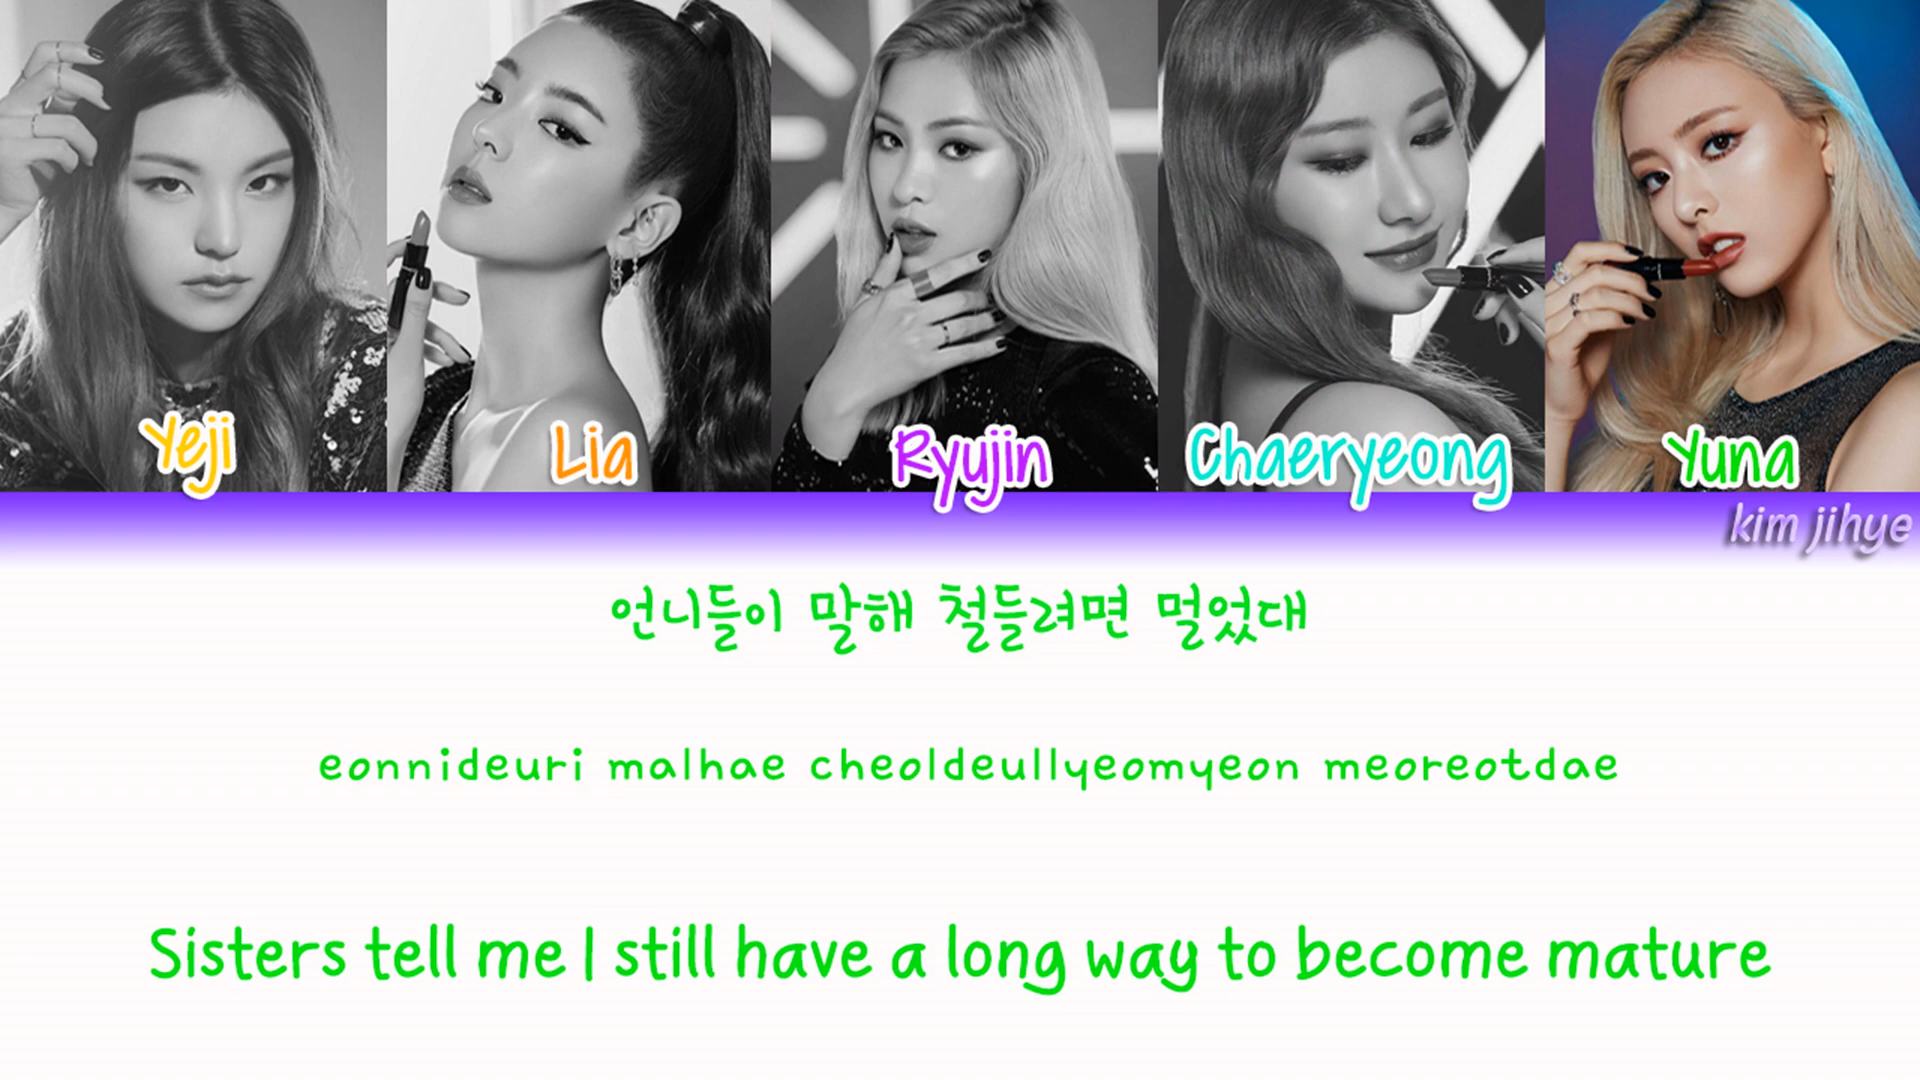 Yeji
Lia
Ryujin
Chaeryeong
Yuna
kim jihye
언니들이 말해 철들려면 멀었대
eonnideuri malhae cheoldeullyeomyeon meoreotdae
Sisters tell me I still have a long way to become mature